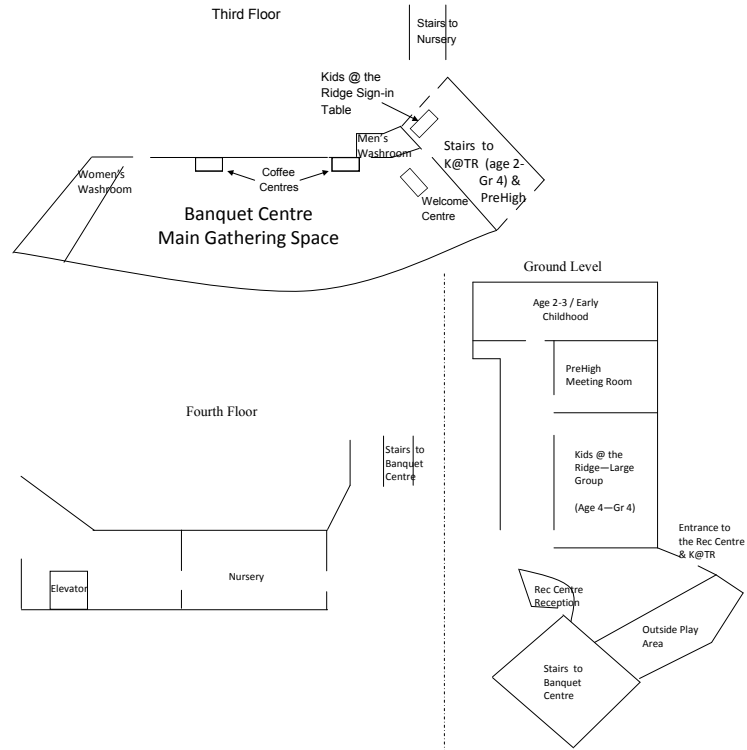 Third Floor
Stairs to
Nursery
Kids @ the
Ridge Sign-in
Table
Men's
Washroom
Stairs to
K@TR (age 2-
Gr 4) &
PreHigh
Women's
Washroom
Coffee
Centres
Welcome
Centre
Banquet Centre
Main Gathering Space
Ground Level
Age 2-3 / Early
Childhood
PreHigh
Meeting Room
Kids @ the
Ridge—Large
Group
(Age 4—Gr 4)
Entrance to
the Rec Centre
& K@TR
Rec Centre
Reception
Outside Play
Area
Stairs to
Banquet
Centre
Fourth Floor
Stairs to
Banquet
Centre
Elevator
Nursery